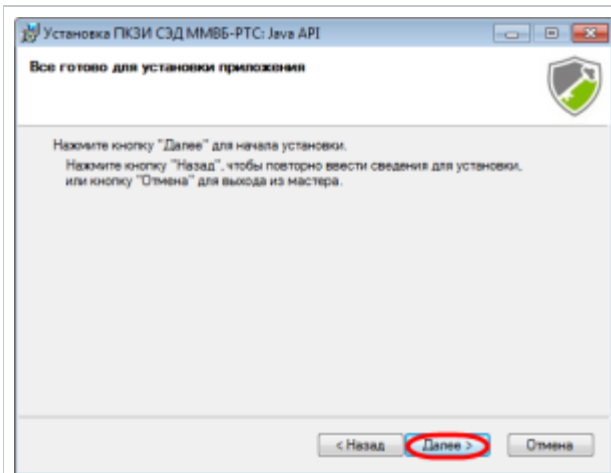 Установка ПКЗИ СЭД ММВБ-РТС: Java API
Все готово для установки приложения
Нажмите кнопку "Далее" для начала установки.
Нажмите кнопку "Назад", чтобы повторно ввести сведения для установки,
или кнопку "Отмена" для выхода из мастера.
< Назад Далее > Отмена